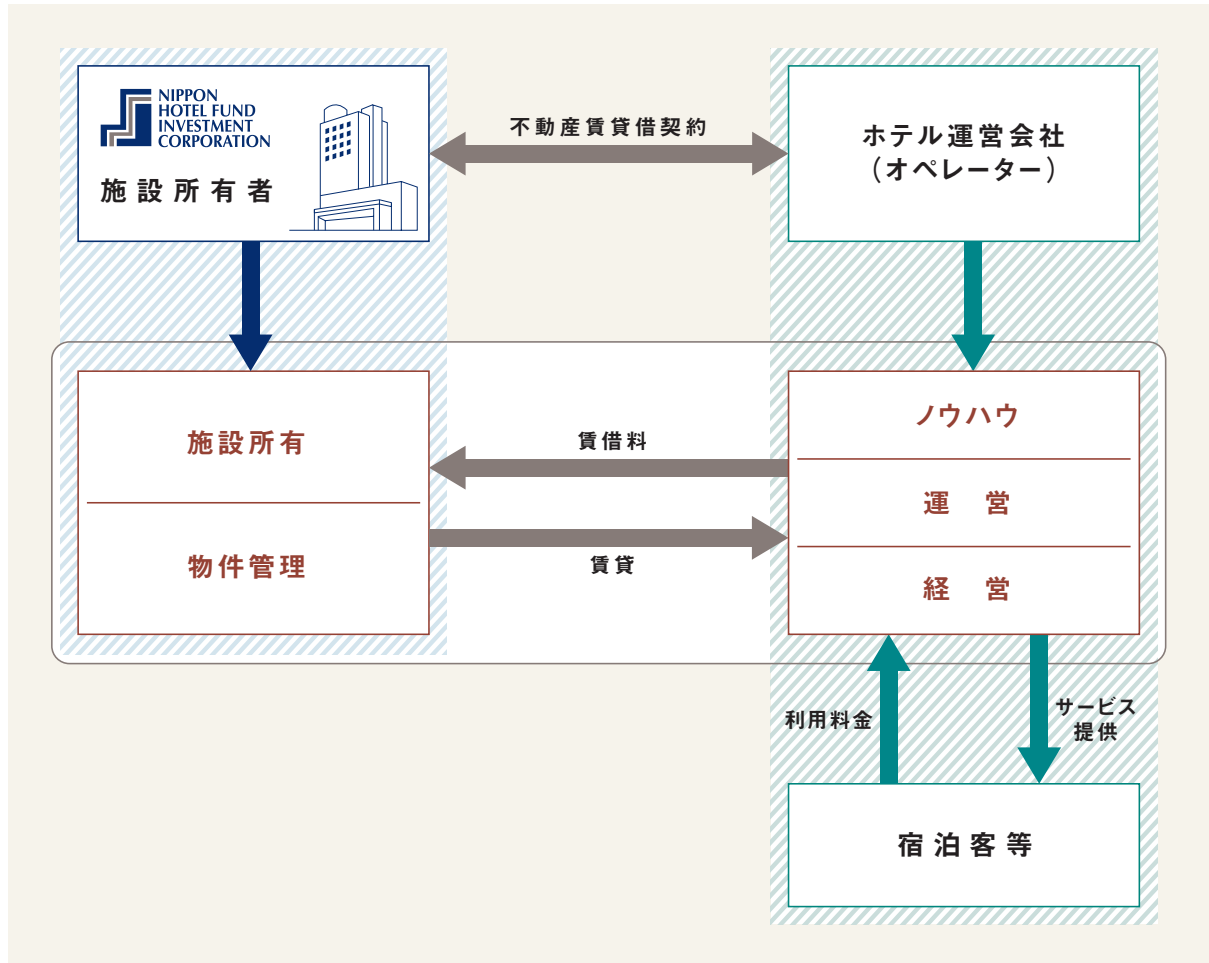 NIPPON
HOTEL FUND
INVESTMENT
CORPORATION
施設所有者
不動産賃貸借契約
ホテル運営会社
（オペレーター）
施設所有
物件管理
賃借料
賃貸
ノウハウ
運　営
経　営
利用料金
サービス
提供
宿泊客等